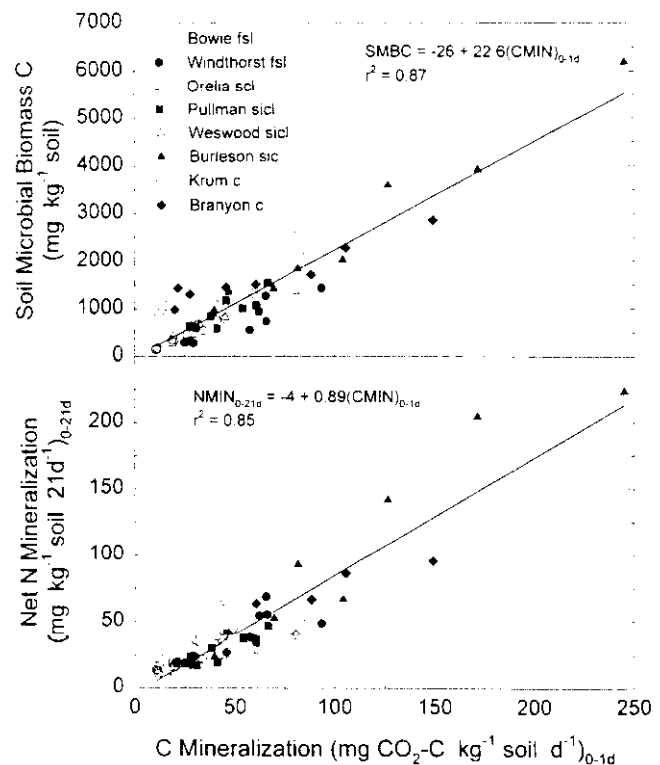 7000
6000
5000
4000
3000
2000
1000
0
Soil Microbial Biomass C
(mg kg⁻¹ soil)
Bowie fsl
Windthorst fsl
Orelia scl
Pullman sicl
Weswood sicl
Burleson sic
Krum c
Branyon c
SMBC = -26 + 22 6(CMIN)₀₋₁d
r² = 0.87
200
150
100
50
0
Net N Mineralization
(mg kg⁻¹ soil 21d⁻¹)₀₋₂₁d
NMIN₀₋₂₁d = -4 + 0.89(CMIN)₀₋₁d
r² = 0.85
0 50 100 150 200 250
C Mineralization (mg CO₂-C kg⁻¹ soil d⁻¹)₀₋₁d